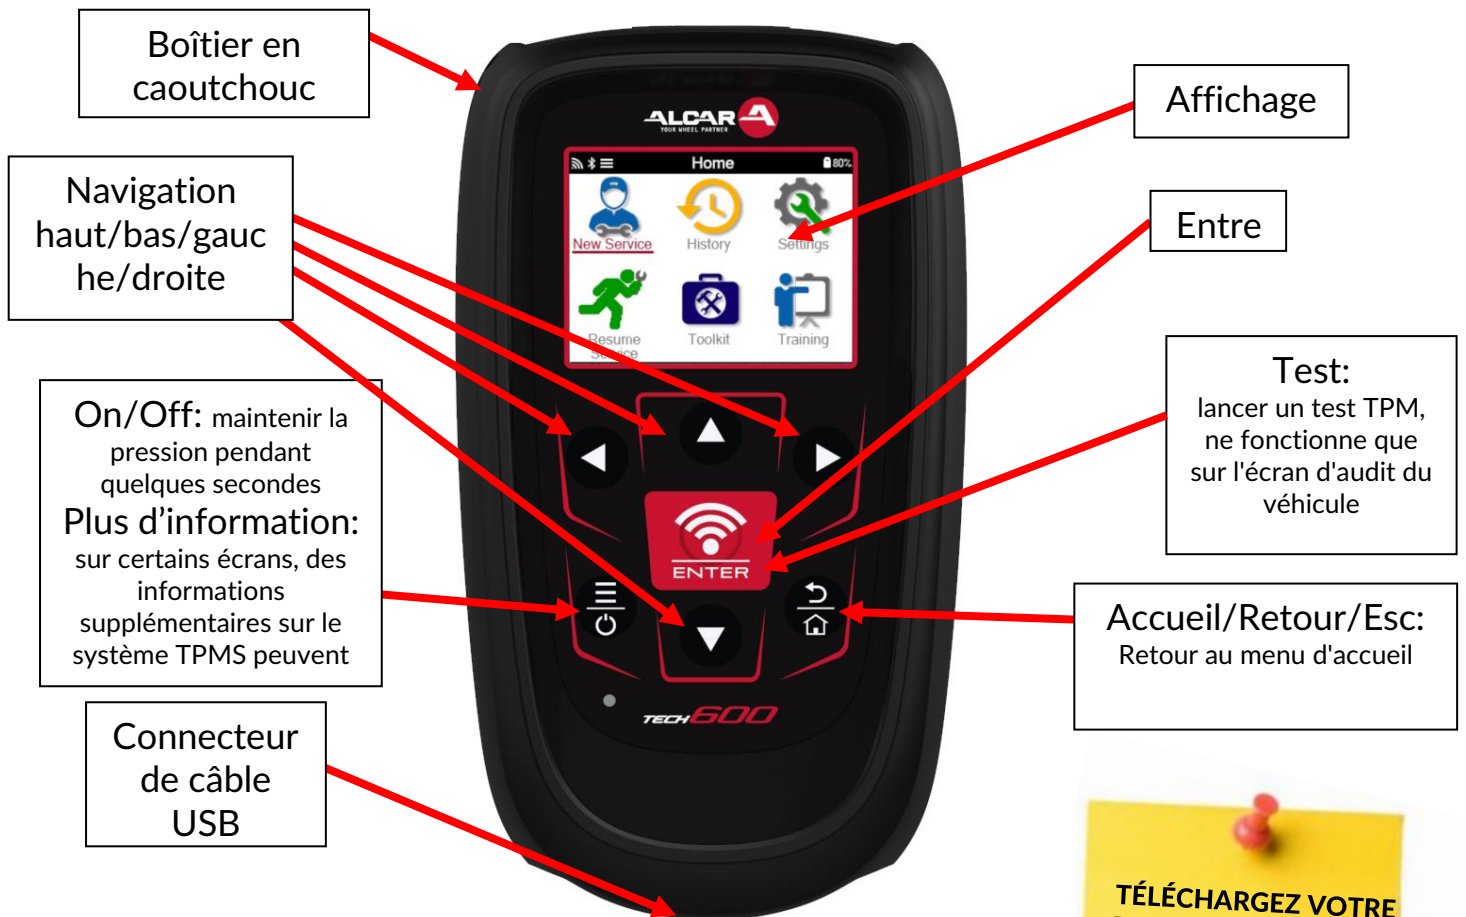 Boîtier en
caoutchouc
Affichage
Navigation
haut/bas/gauc
he/droite
Entre
ALCAR
YOUR WHEEL PARTNER
Home
80%
New Service
History
Settings
Resume
Service
Toolkit
Training
On/Off: maintenir la
pression pendant
quelques secondes
Plus d’information:
sur certains écrans, des
informations
supplémentaires sur le
système TPMS peuvent
Test:
lancer un test TPM,
ne fonctionne que
sur l'écran d'audit du
véhicule
ENTER
Accueil/Retour/Esc:
Retour au menu d'accueil
TECH600
Connecteur
de câble
USB
TÉLÉCHARGEZ VOTRE